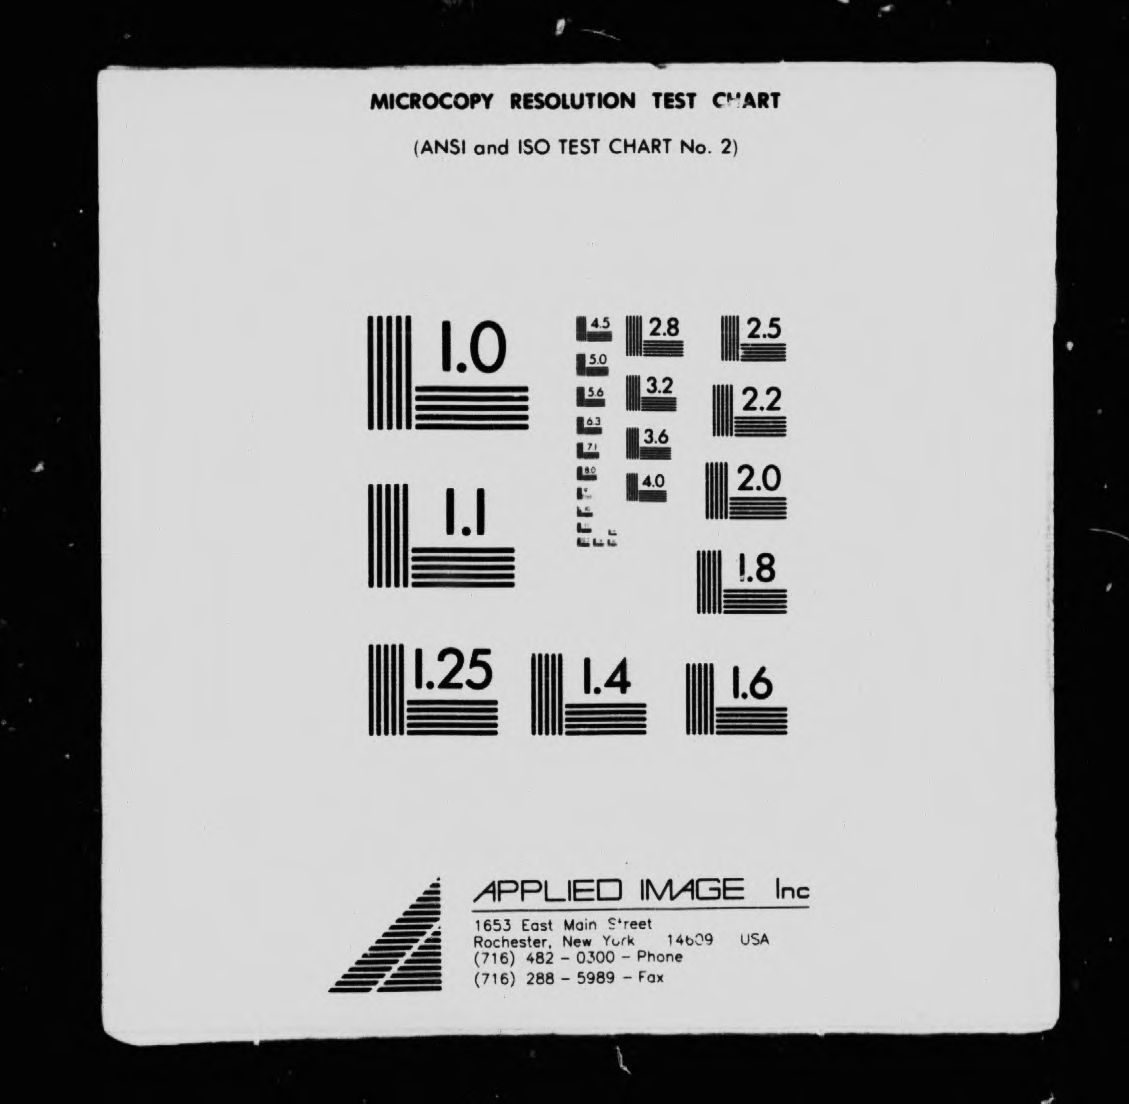 MICROCOPY RESOLUTION TEST CHART
(ANSI and ISO TEST CHART No. 2)
1.0
1.1
1.25
1.4
1.6
1.8
2.0
2.2
2.5
2.8
3.2
3.6
4.0
4.5
5.0
5.6
6.3
7.1
8.0
APPLIED IMAGE Inc
1653 East Main Street
Rochester, New York 14609 USA
(716) 482 - 0300 - Phone
(716) 288 - 5989 - Fax